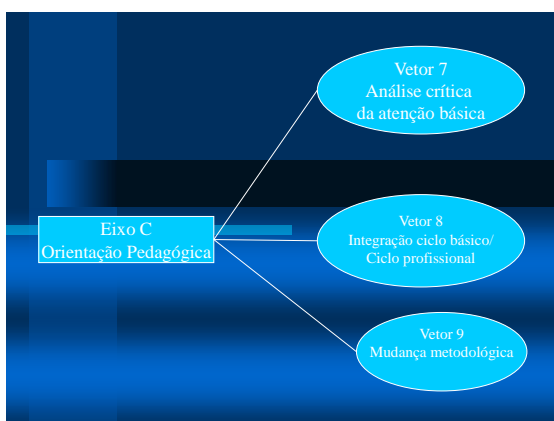 Vetor 7
Análise crítica
da atenção básica
Eixo C
Orientação Pedagógica
Vetor 8
Integração ciclo básico/
Ciclo profissional
Vetor 9
Mudança metodológica